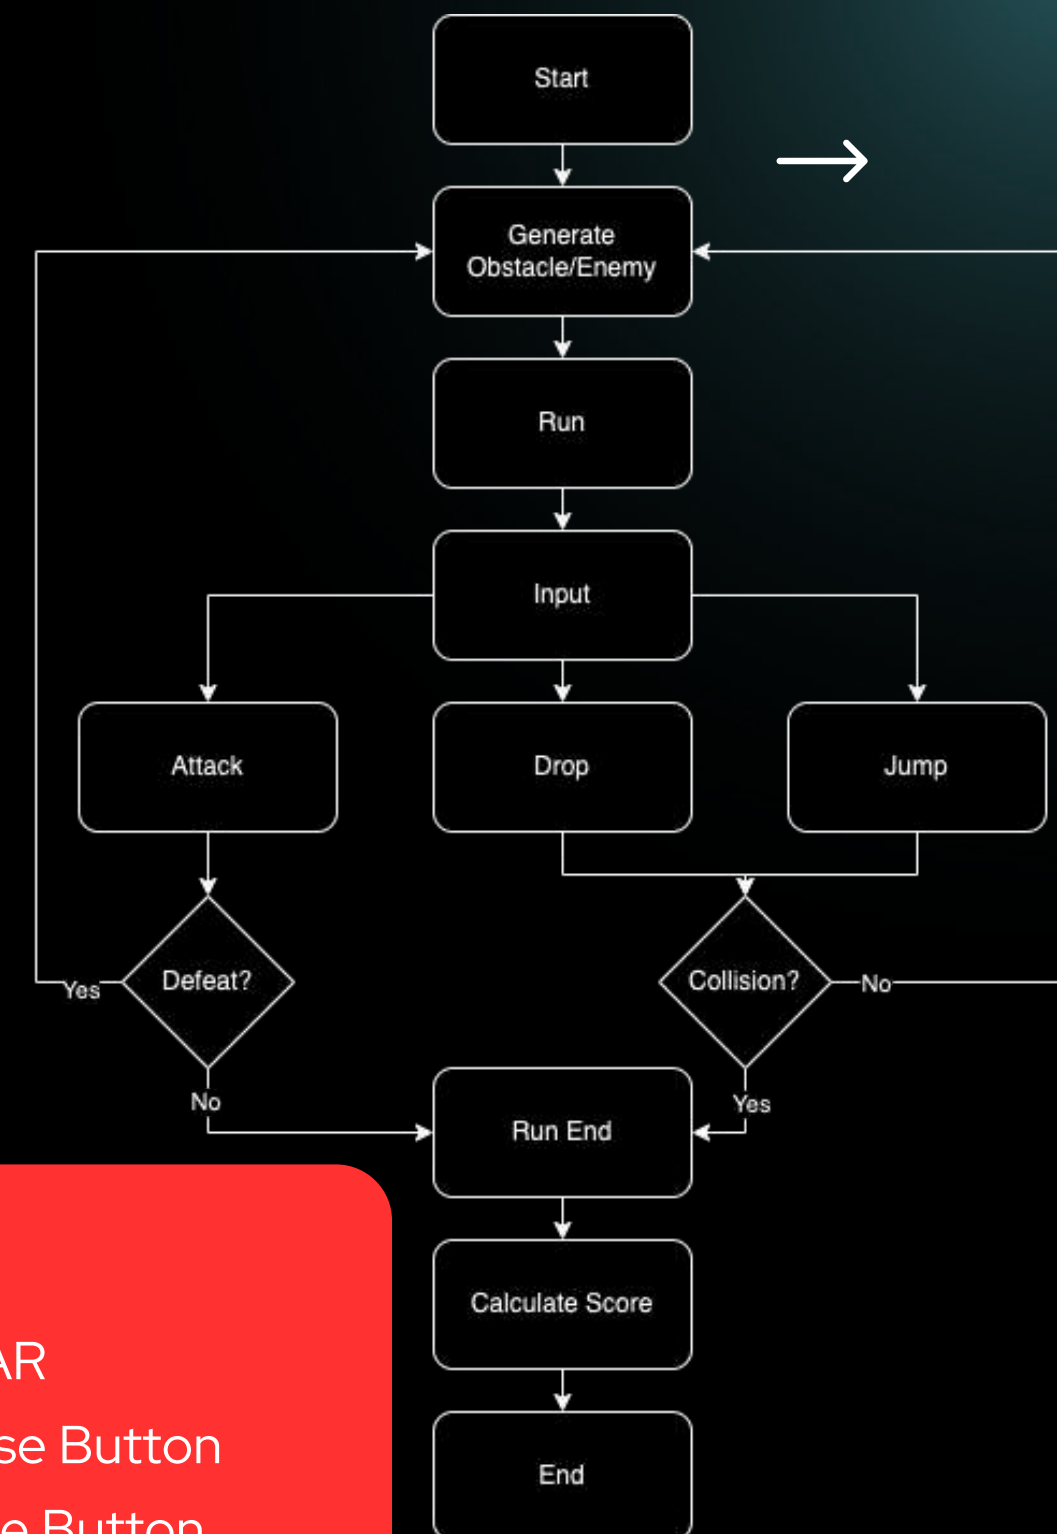 Start
Generate
Obstacle/Enemy
Run
Input
Attack
Drop
Jump
Defeat?
Collision?
Yes
No
No
Yes
Run End
Calculate Score
End
Button
Button